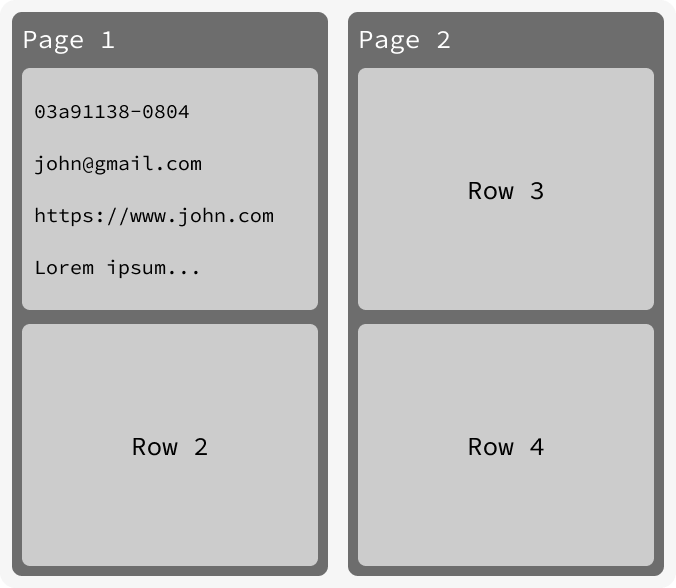 Page 1
03a91138-0804
john@gmail.com
https://www.john.com
Lorem ipsum...
Row 2
Page 2
Row 3
Row 4